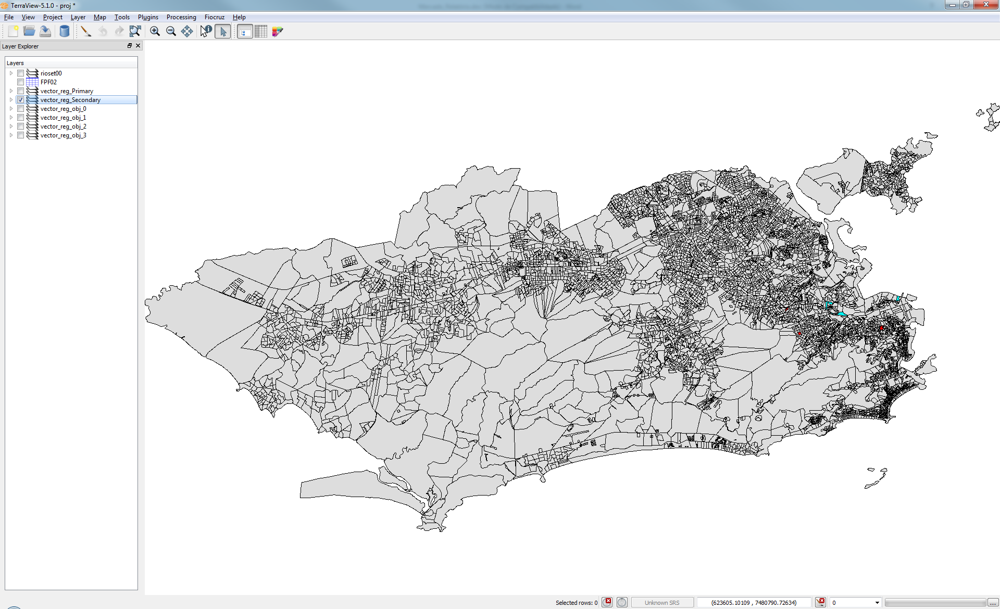 TerraView-5.1.0 - proj *
File View Project Layer Map Tools Plugins Processing Fiocruz Help
Layer Explorer
Layers
rioset00
FPF02
vector_reg_Primary
vector_reg_Secondary
vector_reg_obj_0
vector_reg_obj_1
vector_reg_obj_2
vector_reg_obj_3
Selected rows: 0 Unknown SRS (623605.10109 , 7480790.72634) 0 ...